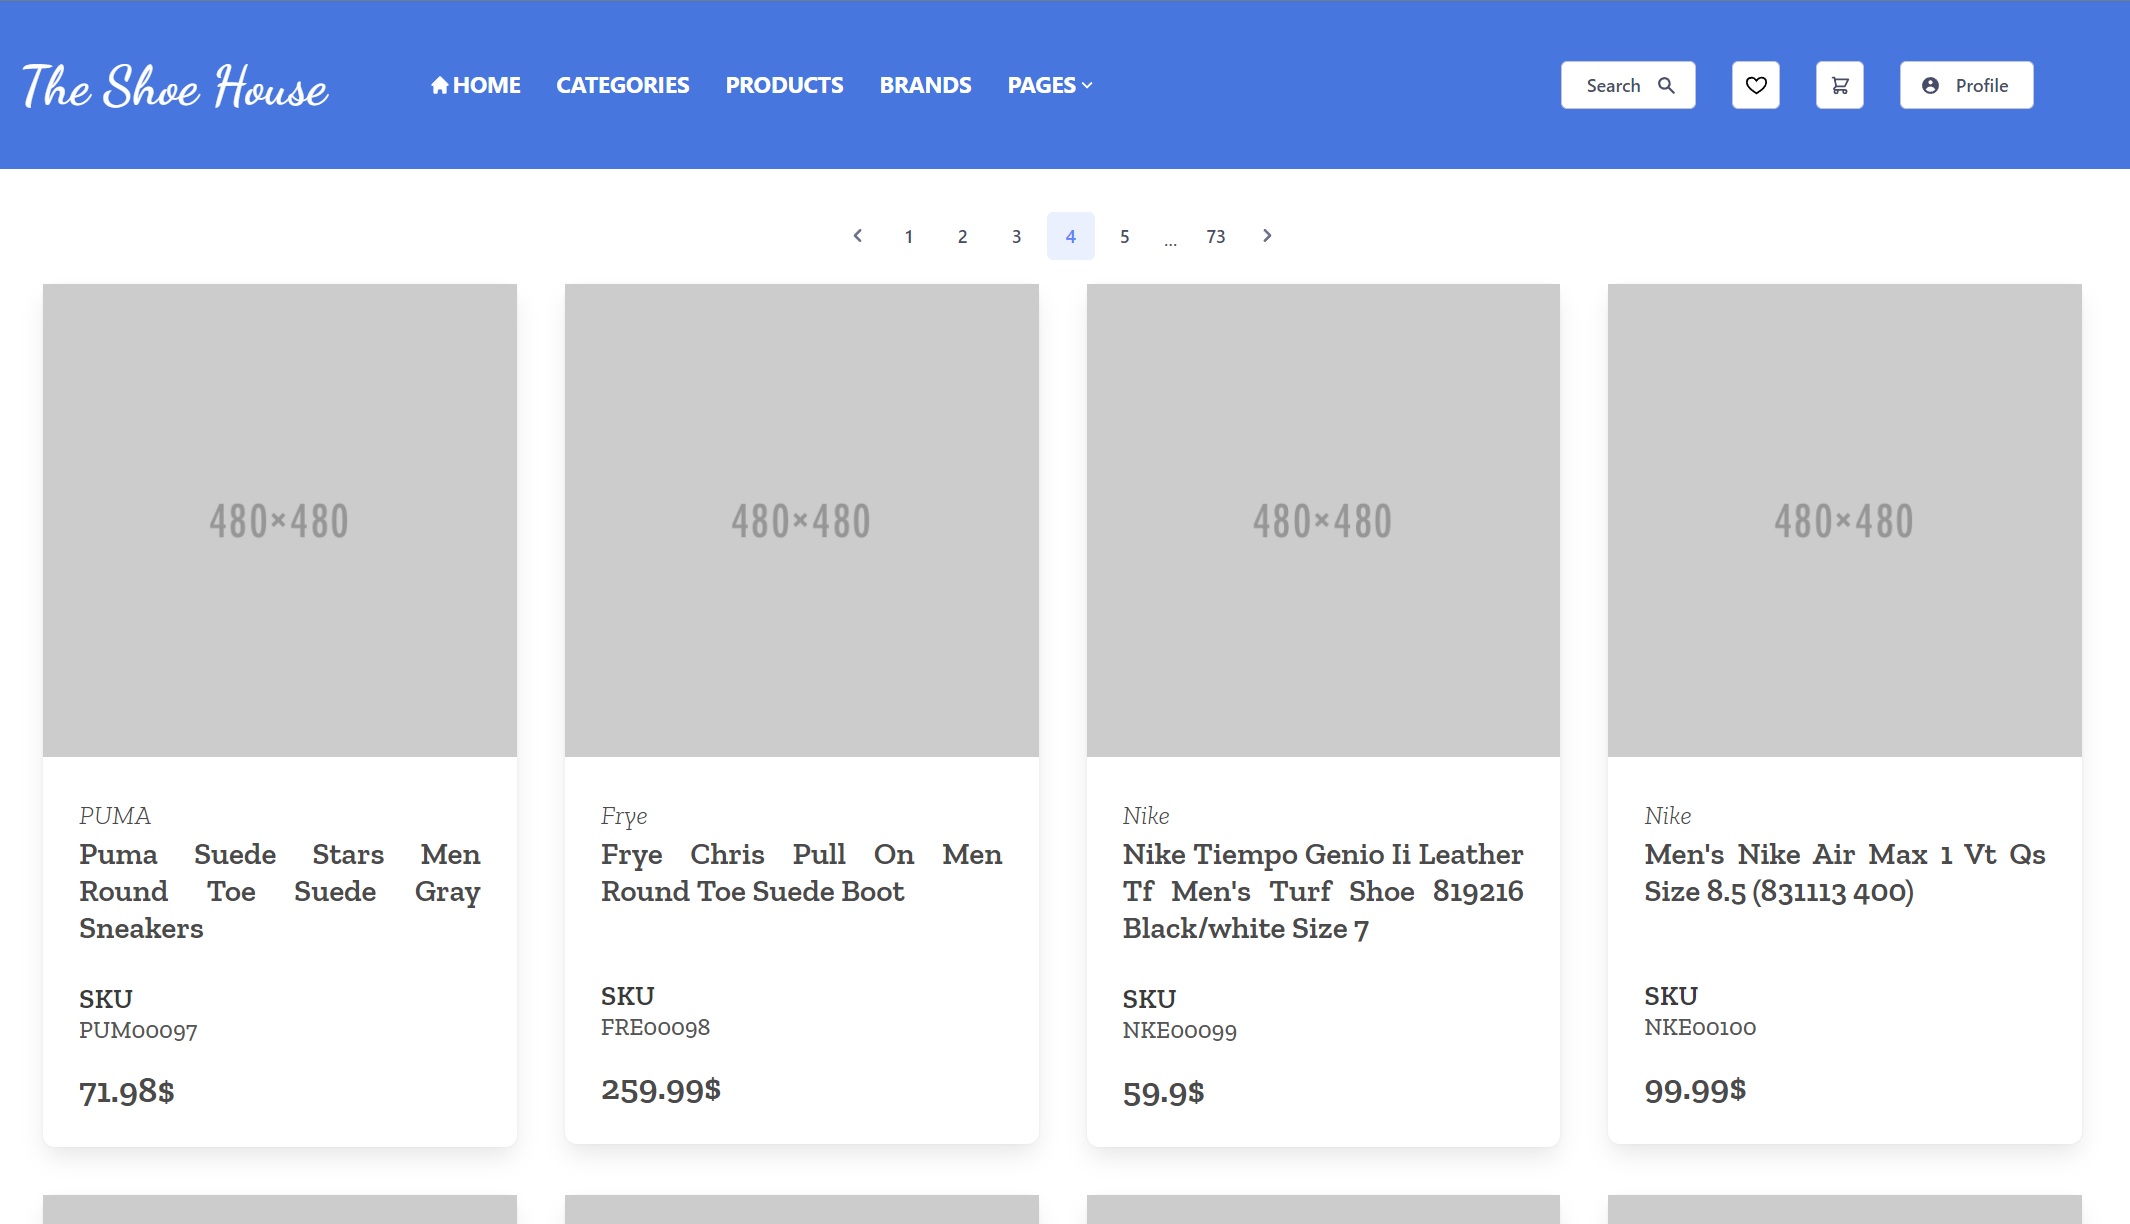 The Shoe House
HOME CATEGORIES PRODUCTS BRANDS PAGES
Search Profile
1 2 3 4 5 ... 73
480×480
480×480
480×480
480×480
PUMA
Puma Suede Stars Men
Round Toe Suede Gray
Sneakers
SKU
PUM00097
71.98$
Frye
Frye Chris Pull On Men
Round Toe Suede Boot
SKU
FRE00098
259.99$
Nike
Nike Tiempo Genio Ii Leather
Tf Men's Turf Shoe 819216
Black/white Size 7
SKU
NKE00099
59.9$
Nike
Men's Nike Air Max 1 Vt Qs
Size 8.5 (831113 400)
SKU
NKE00100
99.99$